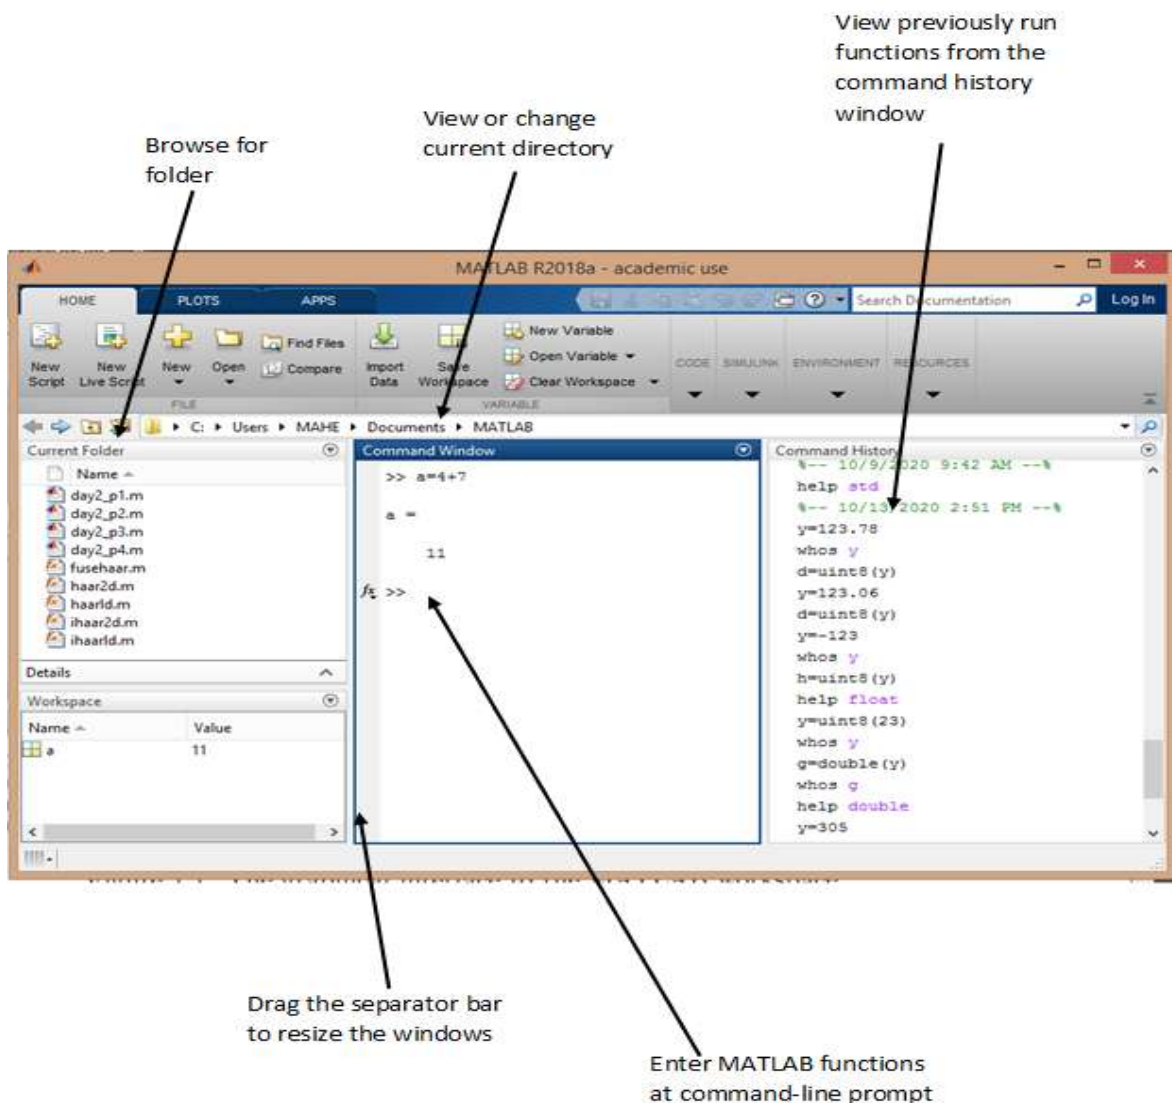 View previously run
functions from the
command history
window
View or change
current directory
Browse for
folder
MATLAB R2018a - academic use
HOME PLOTS APPS
Search Documentation
Log In
New Script
New Live Script
New
Open
Find Files
Compare
Import Data
Save Workspace
New Variable
Open Variable
Clear Workspace
CODE SIMULINK ENVIRONMENT RESOURCES
FILE VARIABLE
C: Users MAHE Documents MATLAB
Current Folder
Name
day2_p1.m
day2_p2.m
day2_p3.m
day2_p4.m
fusehaar.m
haar2d.m
haarld.m
ihaar2d.m
ihaarld.m
Details
Workspace
Name Value
a 11
Command Window
>> a=4+7
a =
11
fx >>
Command History
%-- 10/9/2020 9:42 AM --%
help std
%-- 10/13/2020 2:51 PM --%
y=123.78
whos y
d=uint8(y)
y=123.06
d=uint8(y)
y=-123
whos y
h=uint8(y)
help float
y=uint8(23)
whos y
g=double(y)
whos g
help double
y=305
Drag the separator bar
to resize the windows
Enter MATLAB functions
at command-line prompt